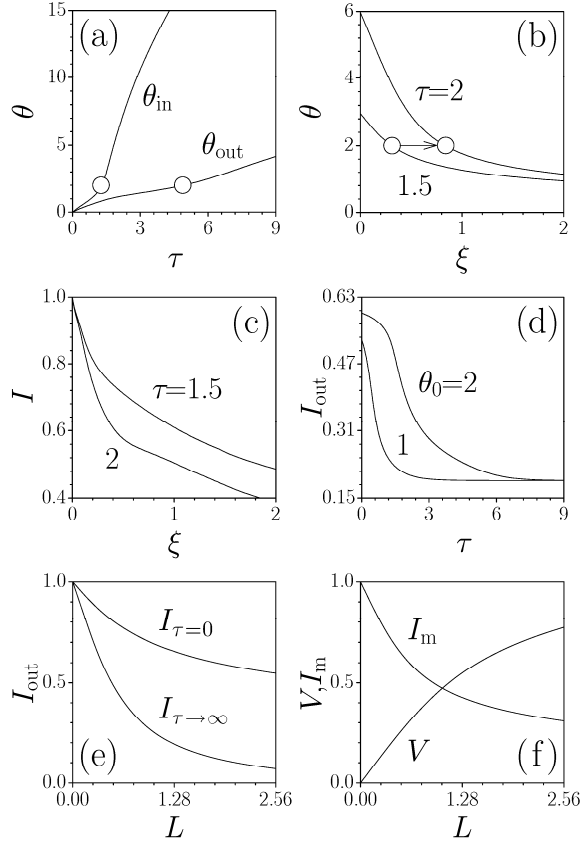 (a)
15
10
5
0
θ
θin
θout
0 3 6 9
τ
(b)
6
4
2
0
θ
τ=2
1.5
0 1 2
ξ
(c)
1.0
0.8
0.6
0.4
I
τ=1.5
2
0 1 2
ξ
(d)
0.63
0.47
0.31
0.15
Iout
θ0=2
1
0 3 6 9
τ
1.0
0.5
0.0
Iout
Iτ=0
Iτ→∞
(e)
0.00 1.28 2.56
L
1.0
0.5
0.0
V,Im
Im
V
(f)
0.00 1.28 2.56
L